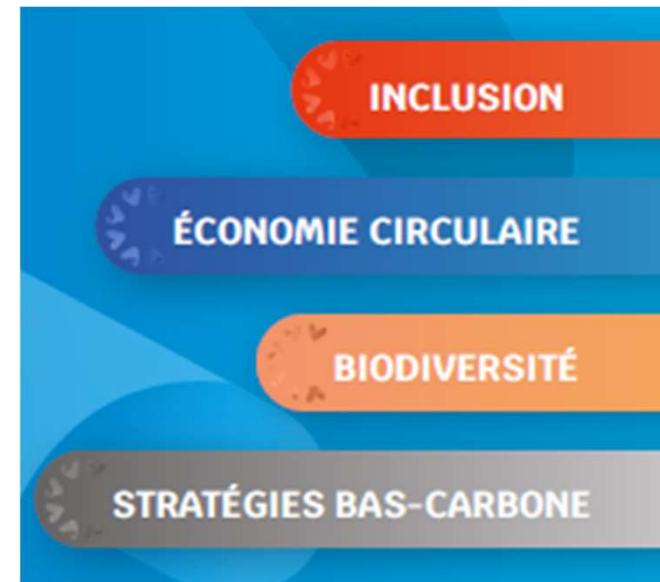 INCLUSION
ÉCONOMIE CIRCULAIRE
BIODIVERSITÉ
STRATÉGIES BAS-CARBONE